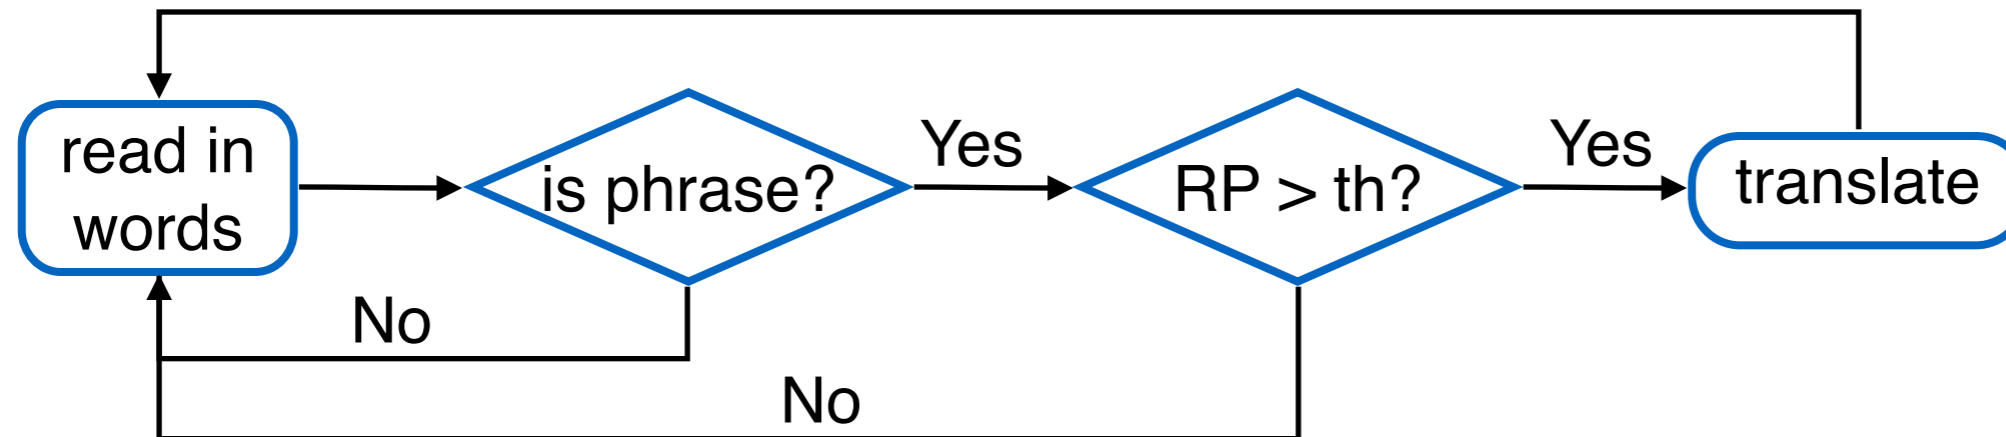 read in
words
is phrase?
Yes
RP > th?
Yes
translate
No
No